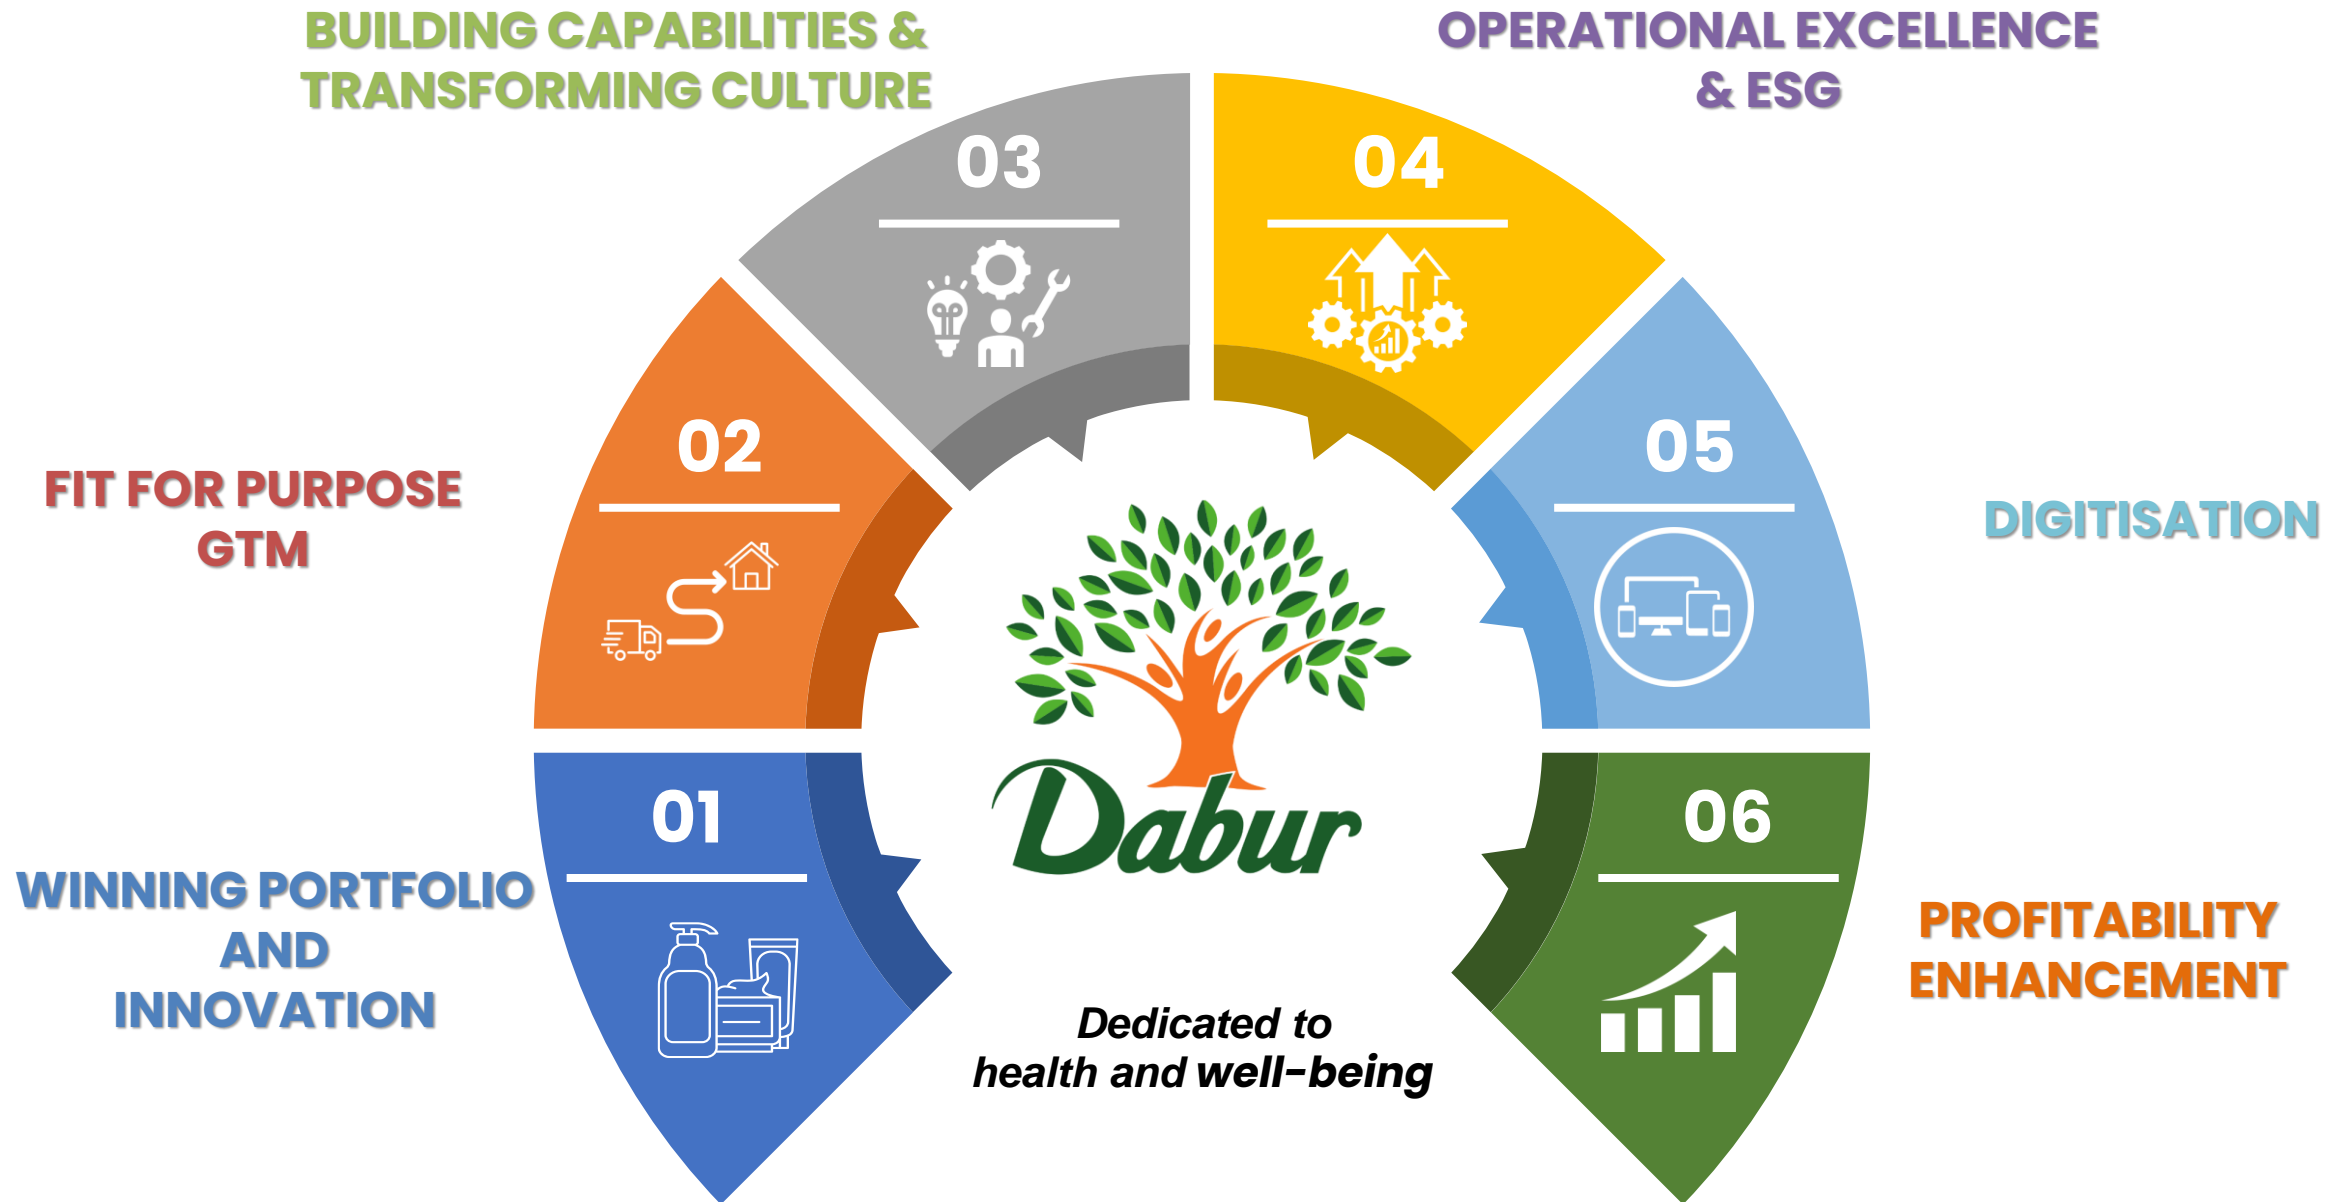 BUILDING CAPABILITIES &
TRANSFORMING CULTURE
OPERATIONAL EXCELLENCE
& ESG
03
04
02
05
FIT FOR PURPOSE
GTM
DIGITISATION
01
06
WINNING PORTFOLIO
AND
INNOVATION
PROFITABILITY
ENHANCEMENT
Dabur
Dedicated to
health and well-being